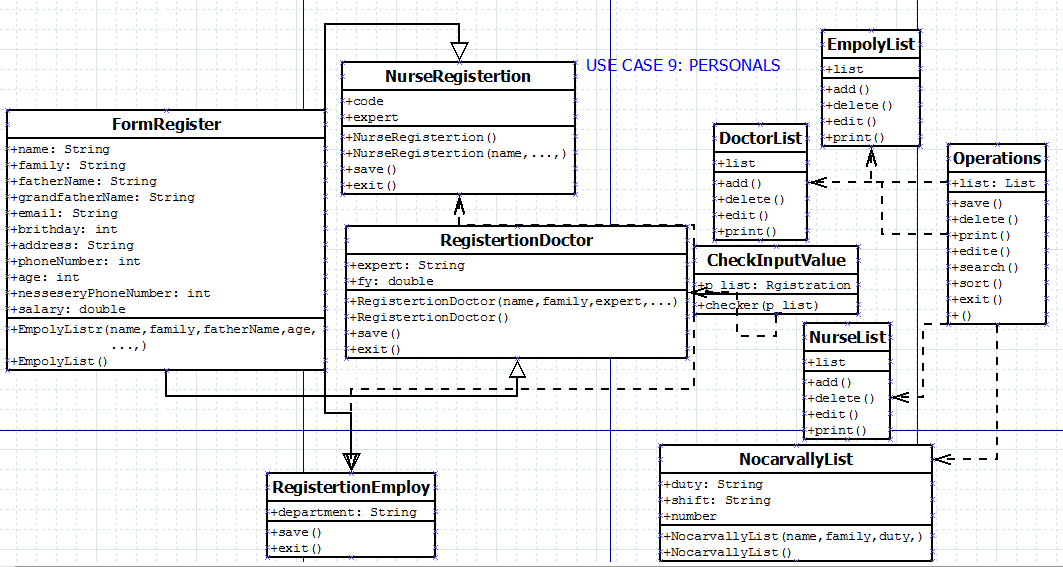 USE CASE 9: PERSONALS
FormRegister
+name: String
+family: String
+fatherName: String
+grandfatherName: String
+email: String
+brithday: int
+address: String
+phoneNumber: int
+age: int
+nesseseryPhoneNumber: int
+salary: double
+EmpolyListr(name,family,fatherName,age,
...,)
+EmpolyList()
NurseRegistertion
+code
+expert
+NurseRegistertion()
+NurseRegistertion(name,...,)
+save()
+exit()
RegistertionDoctor
+expert: String
+fy: double
+RegistertionDoctor(name,family,expert,...)
+RegistertionDoctor()
+save()
+exit()
RegistertionEmploy
+department: String
+save()
+exit()
EmpolyList
+list
+add()
+delete()
+edit()
+print()
DoctorList
+list
+add()
+delete()
+edit()
+print()
Operations
+list: List
+save()
+delete()
+print()
+edite()
+search()
+sort()
+exit()
+()
CheckInputValue
+p_list: Rgistration
+checker(p_list)
NurseList
+list
+add()
+delete()
+edit()
+print()
NocarvallyList
+duty: String
+shift: String
+number
+NocarvallyList(name,family,duty,)
+NocarvallyList()